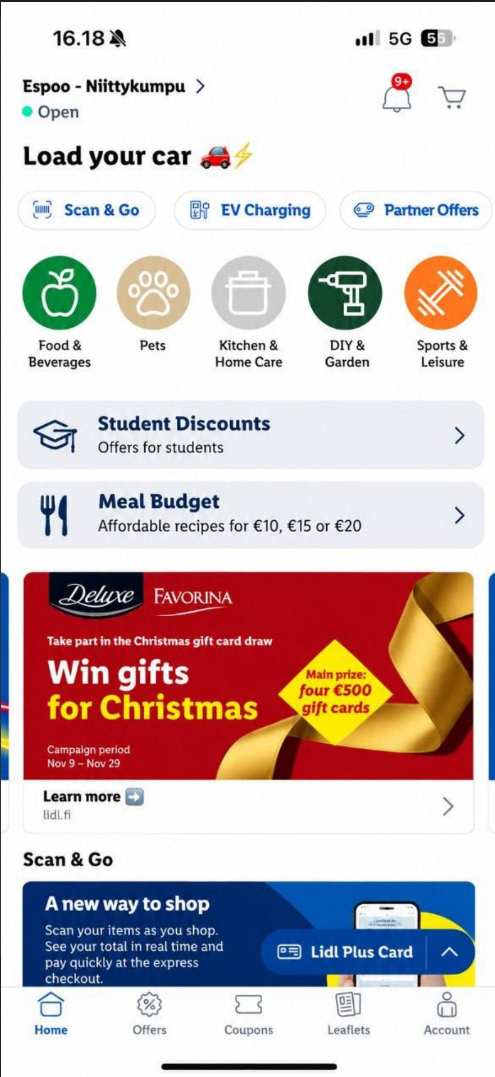 16.18
5G
55
Espoo - Niittykumpu
9+
Open
Load your car
Scan & Go
EV Charging
Partner Offers
Food &
Beverages
Pets
Kitchen &
Home Care
DIY &
Garden
Sports &
Leisure
Student Discounts
Offers for students
Meal Budget
Affordable recipes for €10, €15 or €20
Deluxe
FAVORINA
Take part in the Christmas gift card draw
Win gifts
for Christmas
Main prize:
four €500
gift cards
Campaign period
Nov 9 – Nov 29
Learn more
lidl.fi
Scan & Go
A new way to shop
Scan your items as you shop.
See your total in real time and
pay quickly at the express
checkout.
Lidl Plus Card
Home
Offers
Coupons
Leaflets
Account